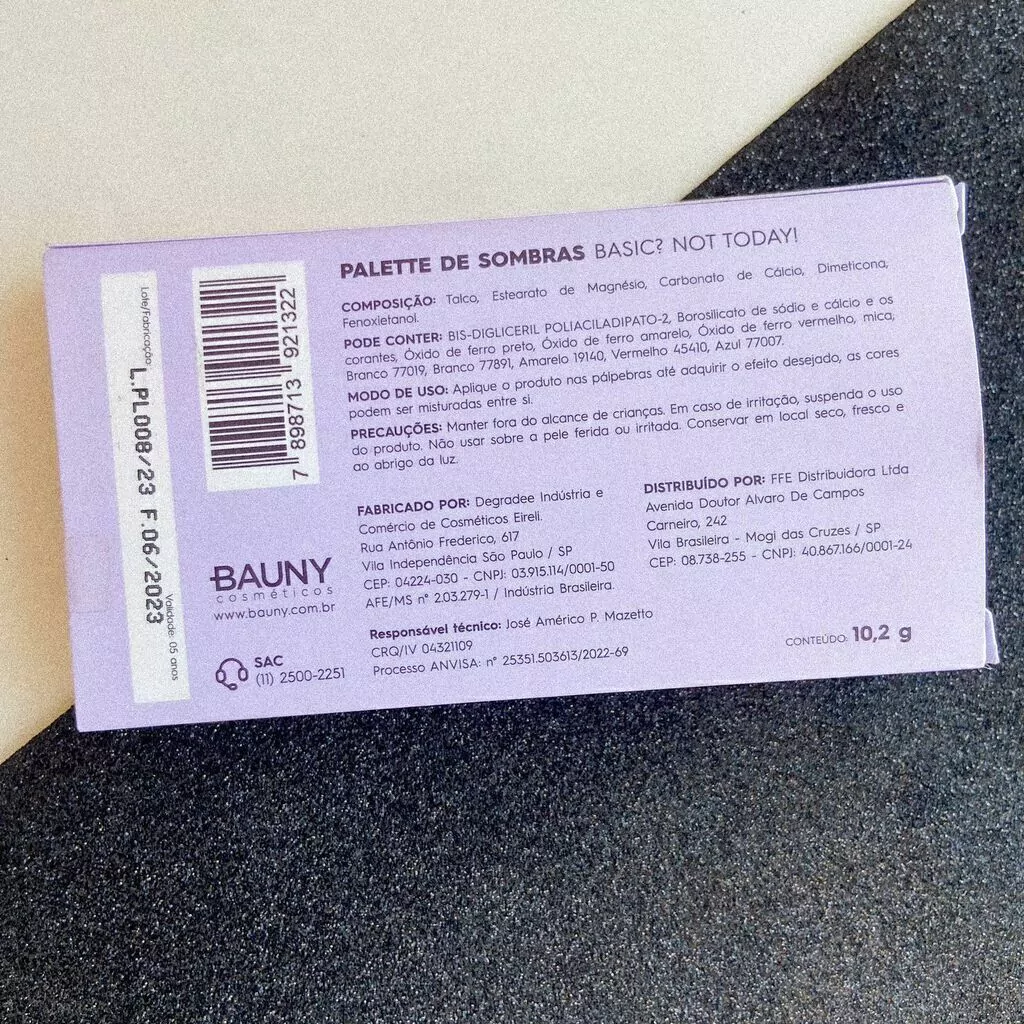 PALETTE DE SOMBRAS BASIC? NOT TODAY!
COMPOSIÇÃO: Talco, Estearato de Magnésio, Carbonato de Cálcio, Dimeticona,
Fenoxietanol.
PODE CONTER: BIS-DIGLICERIL POLIACILADIPATO-2, Borosilicato de sódio e cálcio e os
corantes, Óxido de ferro preto, Óxido de ferro amarelo, Óxido de ferro vermelho, mica,
Branco 77019, Branco 77891, Amarelo 19140, Vermelho 45410, Azul 77007.
MODO DE USO: Aplique o produto nas pálpebras até adquirir o efeito desejado, as cores
podem ser misturadas entre si.
PRECAUÇÕES: Manter fora do alcance de crianças. Em caso de irritação, suspenda o uso
do produto. Não usar sobre a pele ferida ou irritada. Conservar em local seco, fresco e
ao abrigo da luz.
FABRICADO POR: Degradee Indústria e
Comércio de Cosméticos Eireli.
Rua Antônio Frederico, 617
Vila Independência São Paulo / SP
CEP: 04224-030 - CNPJ: 03.915.114/0001-50
AFE/MS nº 2.03.279-1 / Indústria Brasileira.
DISTRIBUÍDO POR: FFE Distribuidora Ltda
Avenida Doutor Alvaro De Campos
Carneiro, 242
Vila Brasileira - Mogi das Cruzes / SP
CEP: 08.738-255 - CNPJ: 40.867.166/0001-24
Responsável técnico: José Américo P. Mazetto
CRQ/IV 04321109
Processo ANVISA: nº 25351.503613/2022-69
CONTEÚDO: 10,2 g
BAUNY
cosméticos
www.bauny.com.br
SAC
(11) 2500-2251
7 898713 921322
Lote/Fabricação
L.PL008/23 F.06/2023
Validade: 05 anos